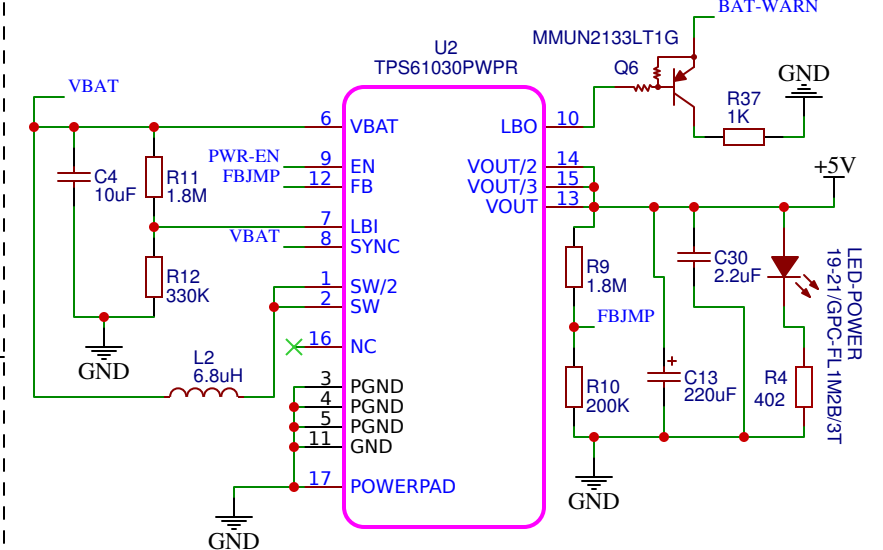 BAT-WARN
U2
TPS61030PWPR
MMUN2133LT1G
Q6
GND
R37
1K
VBAT
6 VBAT
LBO 10
PWR-EN 9 EN
FBJMP 12 FB
VOUT/2 14
VOUT/3 15
VOUT 13
+5V
C4
10uF
R11
1.8M
7 LBI
VBAT 8 SYNC
R12
330K
1 SW/2
2 SW
16 NC
GND
L2
6.8uH
3 PGND
4 PGND
5 PGND
11 GND
17 POWERPAD
GND
R9
1.8M
FBJMP
R10
200K
C13
+
220uF
C30
2.2uF
R4
402
LED-POWER
19-21/GPC-FL1M2B/3T
GND